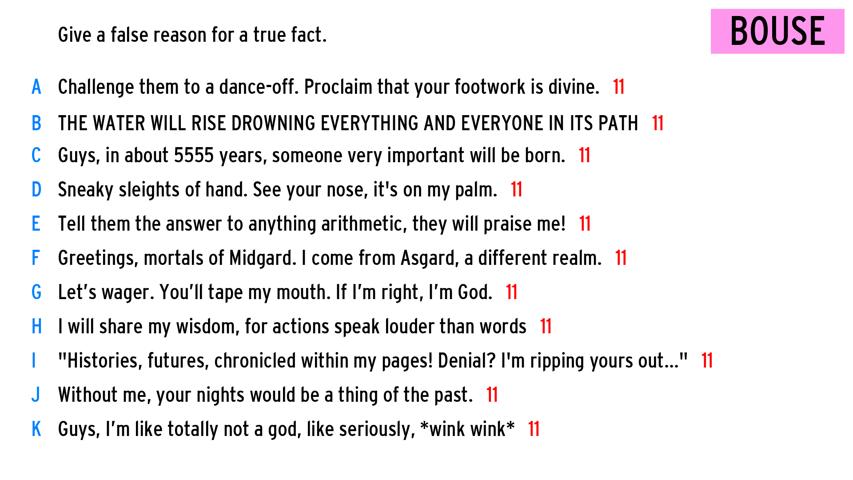 Give a false reason for a true fact.
BOUSE
A Challenge them to a dance-off. Proclaim that your footwork is divine. 11
B THE WATER WILL RISE DROWNING EVERYTHING AND EVERYONE IN ITS PATH 11
C Guys, in about 5555 years, someone very important will be born. 11
D Sneaky sleights of hand. See your nose, it's on my palm. 11
E Tell them the answer to anything arithmetic, they will praise me! 11
F Greetings, mortals of Midgard. I come from Asgard, a different realm. 11
G Let’s wager. You’ll tape my mouth. If I’m right, I’m God. 11
H I will share my wisdom, for actions speak louder than words 11
I "Histories, futures, chronicled within my pages! Denial? I'm ripping yours out..." 11
J Without me, your nights would be a thing of the past. 11
K Guys, I’m like totally not a god, like seriously, *wink wink* 11